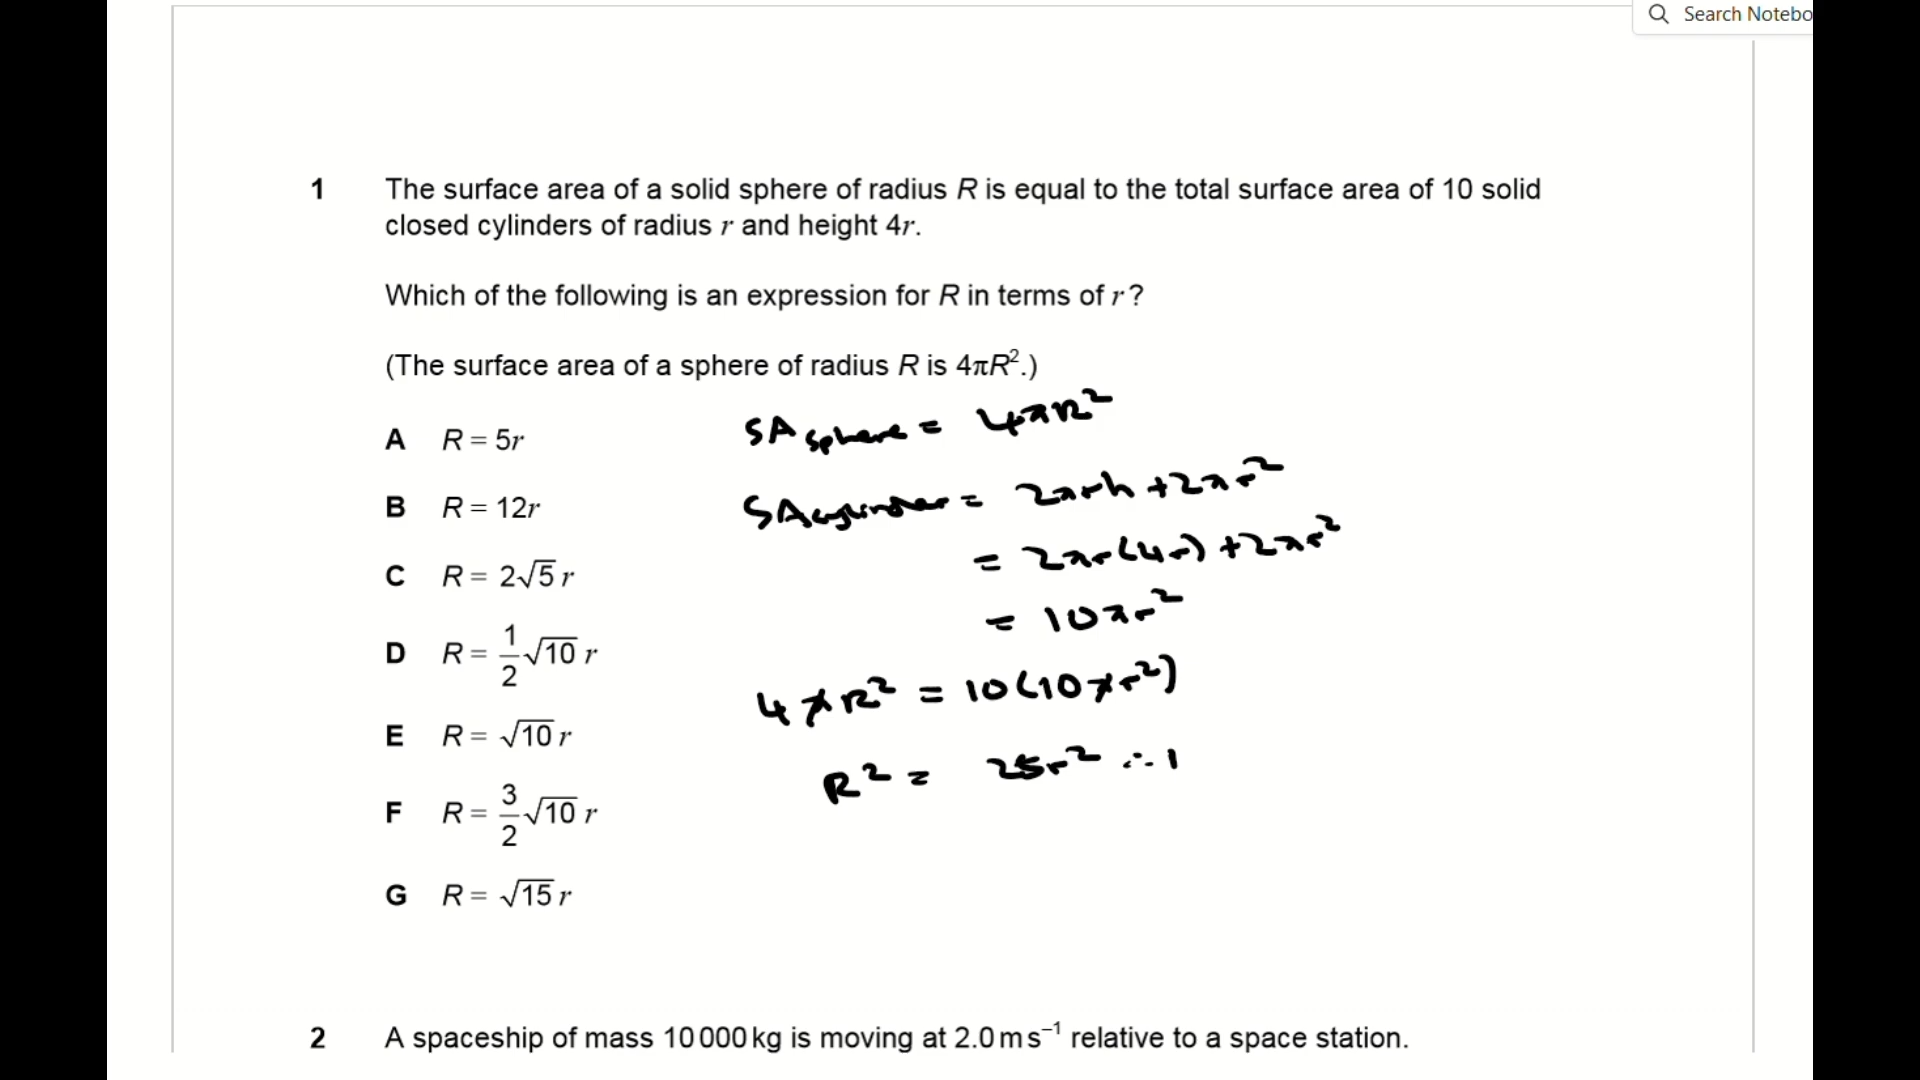 Search Notebo
1 The surface area of a solid sphere of radius R is equal to the total surface area of 10 solid
closed cylinders of radius r and height 4r.
Which of the following is an expression for R in terms of r?
(The surface area of a sphere of radius R is 4πR².)
A R = 5r
B R = 12r
C R = 2√5 r
D R = 1/2 √10 r
E R = √10 r
F R = 3/2 √10 r
G R = √15 r
SA sphere = 4πR²
SA cylinder = 2πrh + 2πr²
= 2πr(4r) + 2πr²
= 10πr²
4πR² = 10(10πr²)
R² = 25r² ∴ I
2 A spaceship of mass 10 000 kg is moving at 2.0 m s⁻¹ relative to a space station.